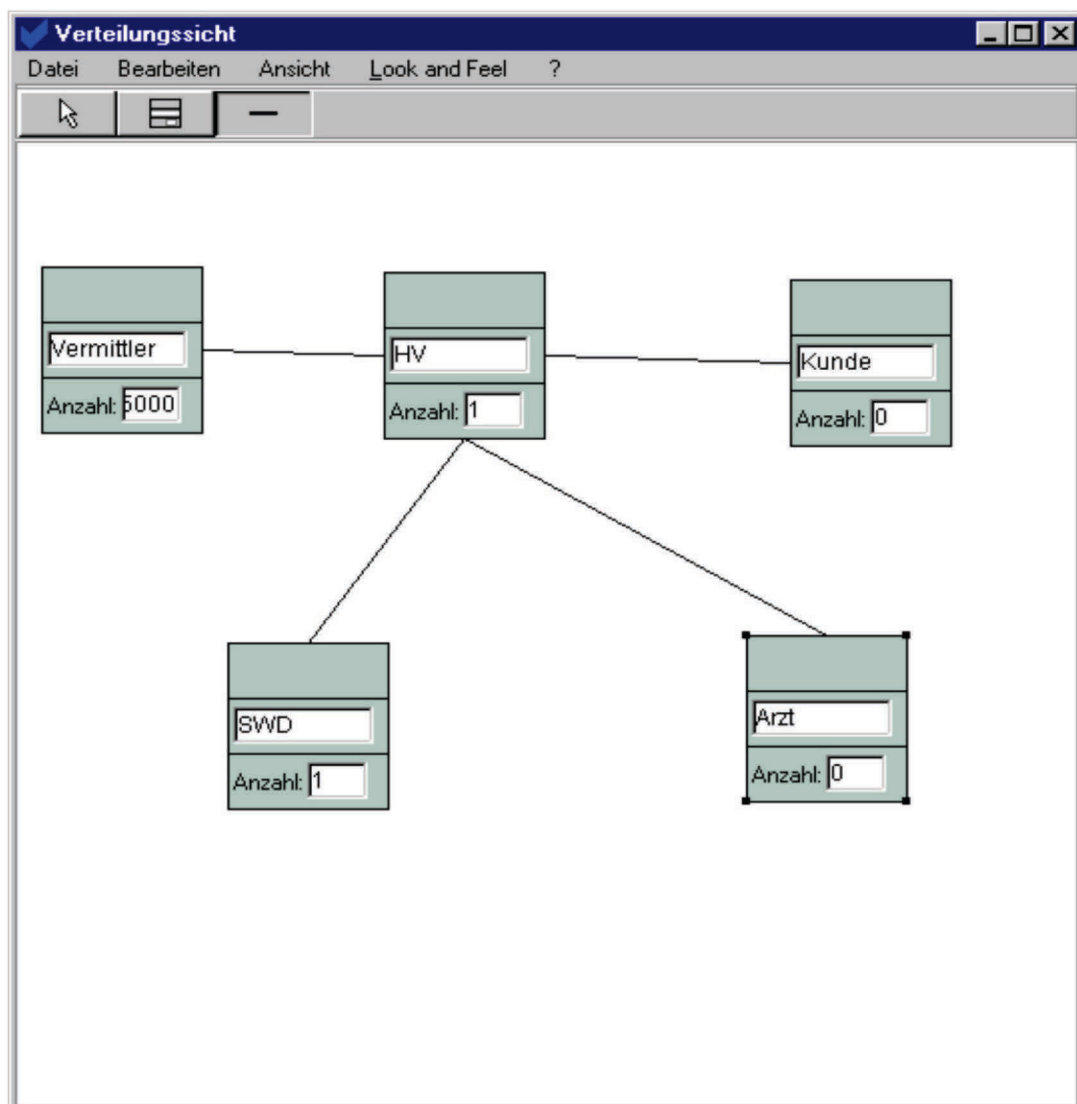 Verteilungssicht
Datei Bearbeiten Ansicht Look and Feel ?
Vermittler
Anzahl: 5000
HV
Anzahl: 1
Kunde
Anzahl: 0
SWD
Anzahl: 1
Arzt
Anzahl: 0